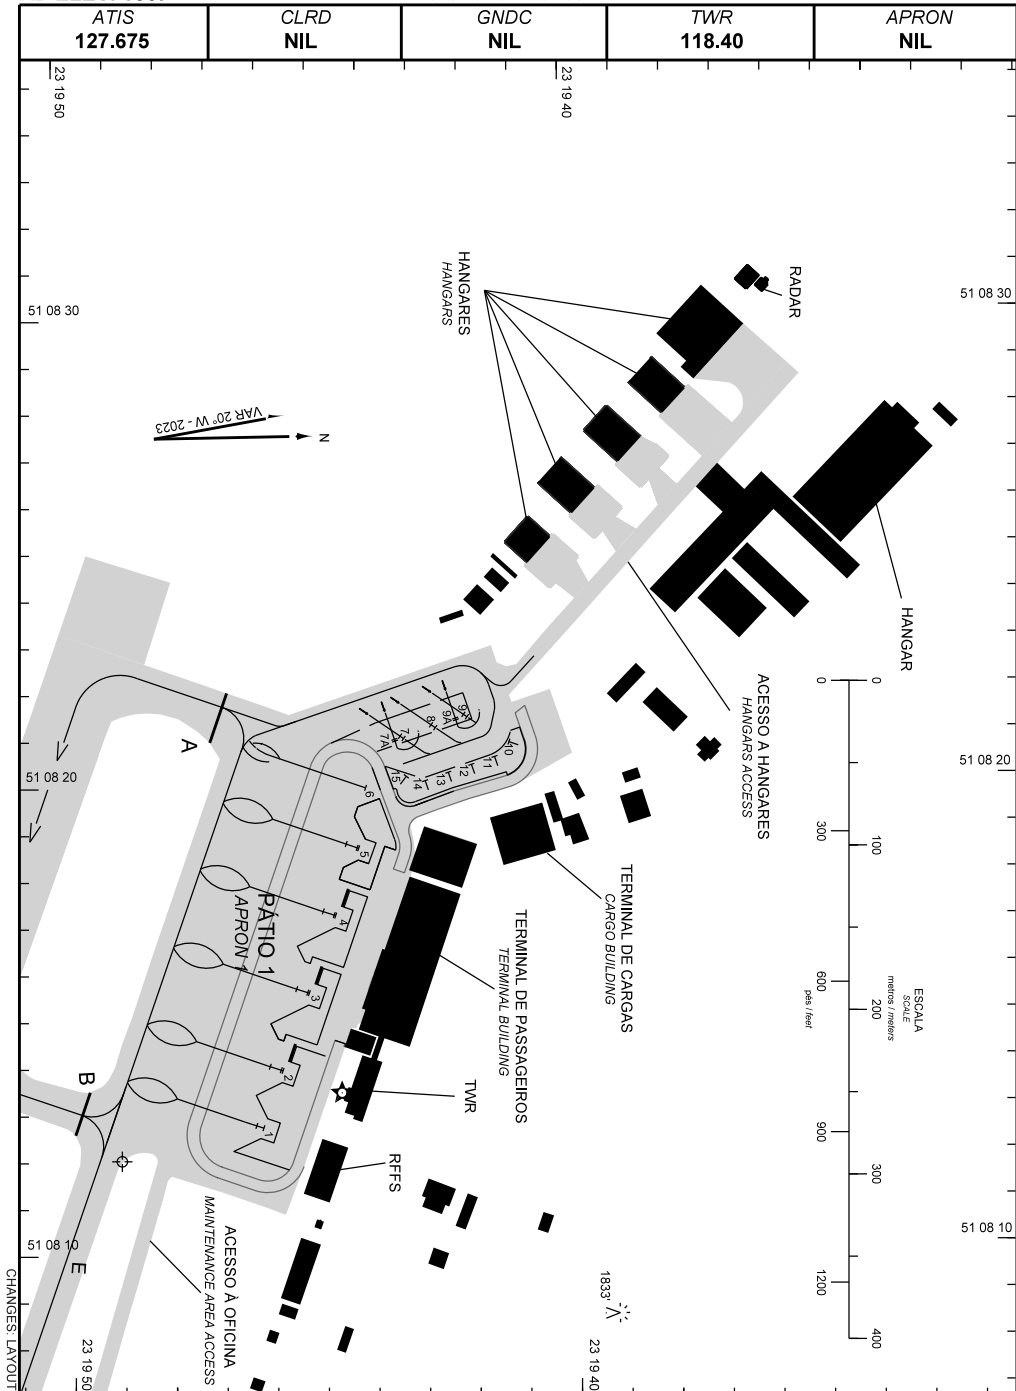 ATIS
127.675
CLRD
NIL
GNDC
NIL
TWR
118.40
APRON
NIL
23 19 50
23 19 40
51 08 30
51 08 30
RADAR
HANGARES
HANGARS
VAR 20° W - 2023
N
HANGAR
ACESSO A HANGARES
HANGARS ACCESS
51 08 20
51 08 20
A
9A
8
7
7A
10
11
12
13
14
15
6
5
4
3
2
1
PÁTIO 1
APRON 1
TERMINAL DE CARGAS
CARGO BUILDING
TERMINAL DE PASSAGEIROS
TERMINAL BUILDING
ESCALA
SCALE
metros / meters
pés / feet
0
100
200
300
400
0
300
600
900
1200
TWR
RFFS
B
E
ACESSO À OFICINA
MAINTENANCE AREA ACCESS
51 08 10
51 08 10
1833'
23 19 50
23 19 40
CHANGES: LAYOUT